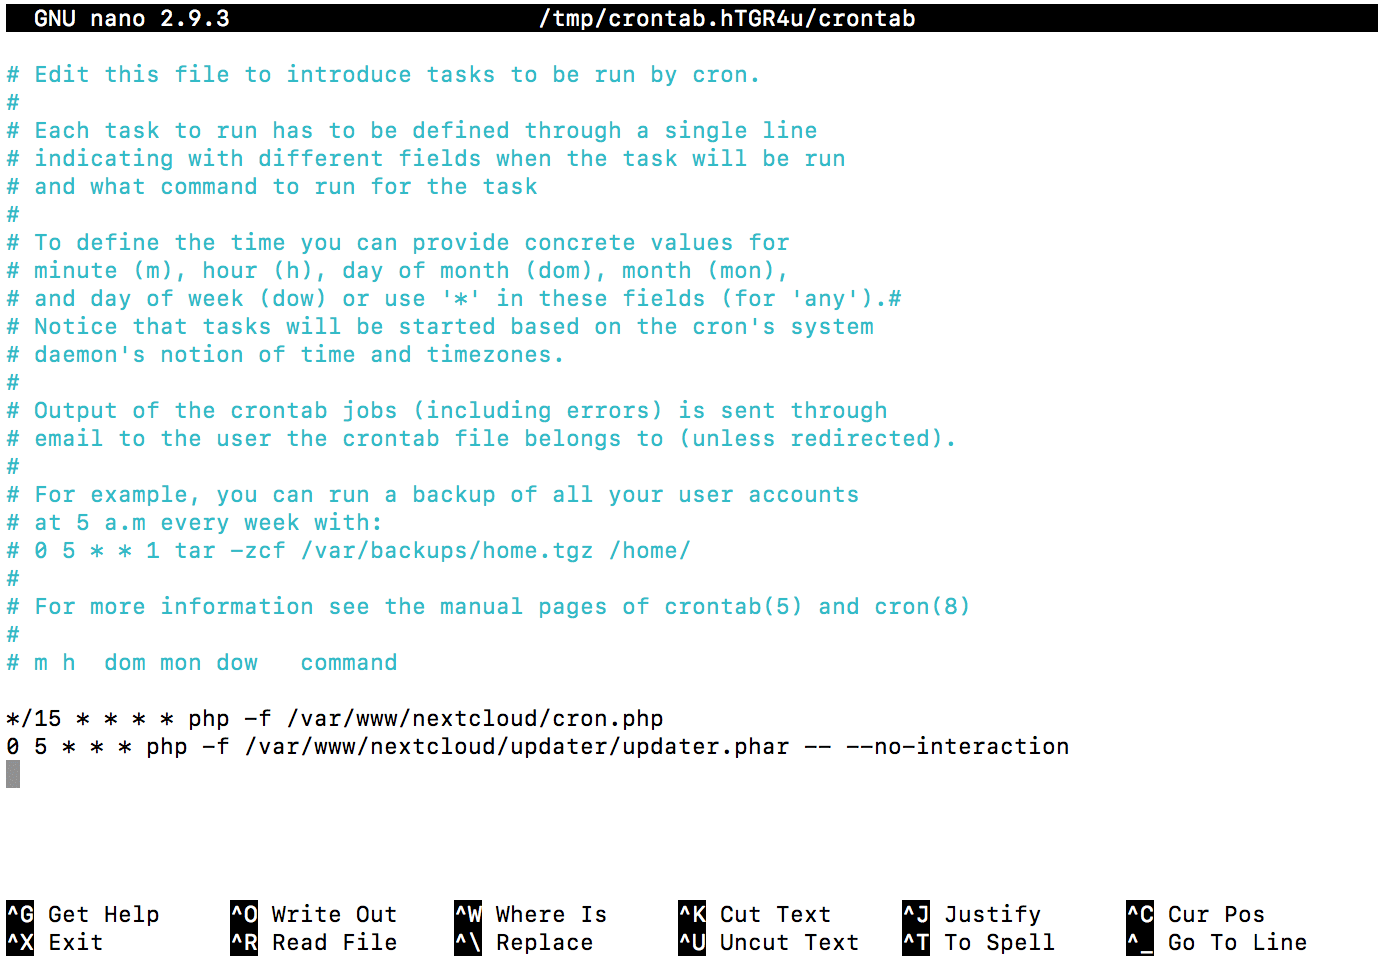 GNU nano 2.9.3 /tmp/crontab.hTGR4u/crontab
# Edit this file to introduce tasks to be run by cron.
#
# Each task to run has to be defined through a single line
# indicating with different fields when the task will be run
# and what command to run for the task
#
# To define the time you can provide concrete values for
# minute (m), hour (h), day of month (dom), month (mon),
# and day of week (dow) or use '*' in these fields (for 'any').#
# Notice that tasks will be started based on the cron's system
# daemon's notion of time and timezones.
#
# Output of the crontab jobs (including errors) is sent through
# email to the user the crontab file belongs to (unless redirected).
#
# For example, you can run a backup of all your user accounts
# at 5 a.m every week with:
# 0 5 * * 1 tar -zcf /var/backups/home.tgz /home/
#
# For more information see the manual pages of crontab(5) and cron(8)
#
# m h  dom mon dow   command
*/15 * * * * php -f /var/www/nextcloud/cron.php
0 5 * * * php -f /var/www/nextcloud/updater/updater.phar -- --no-interaction
^G Get Help ^O Write Out ^W Where Is ^K Cut Text ^J Justify ^C Cur Pos
^X Exit ^R Read File ^\ Replace ^U Uncut Text ^T To Spell ^_ Go To Line